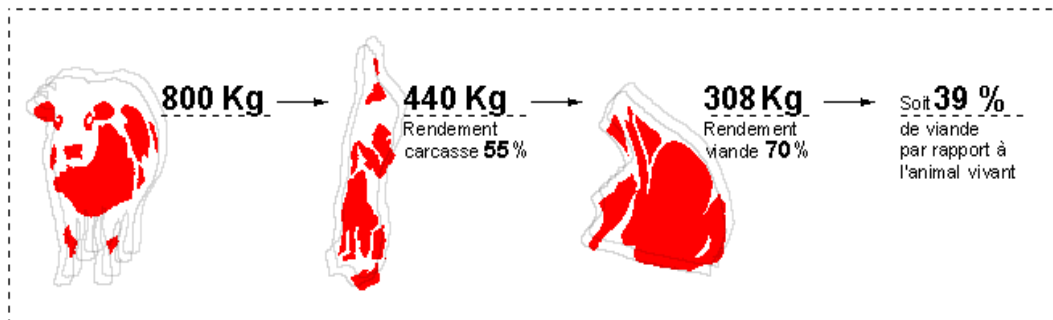 800 Kg
440 Kg
Rendement
carcasse 55 %
308 Kg
Rendement
viande 70 %
Soit 39 %
de viande
par rapport à
l'animal vivant